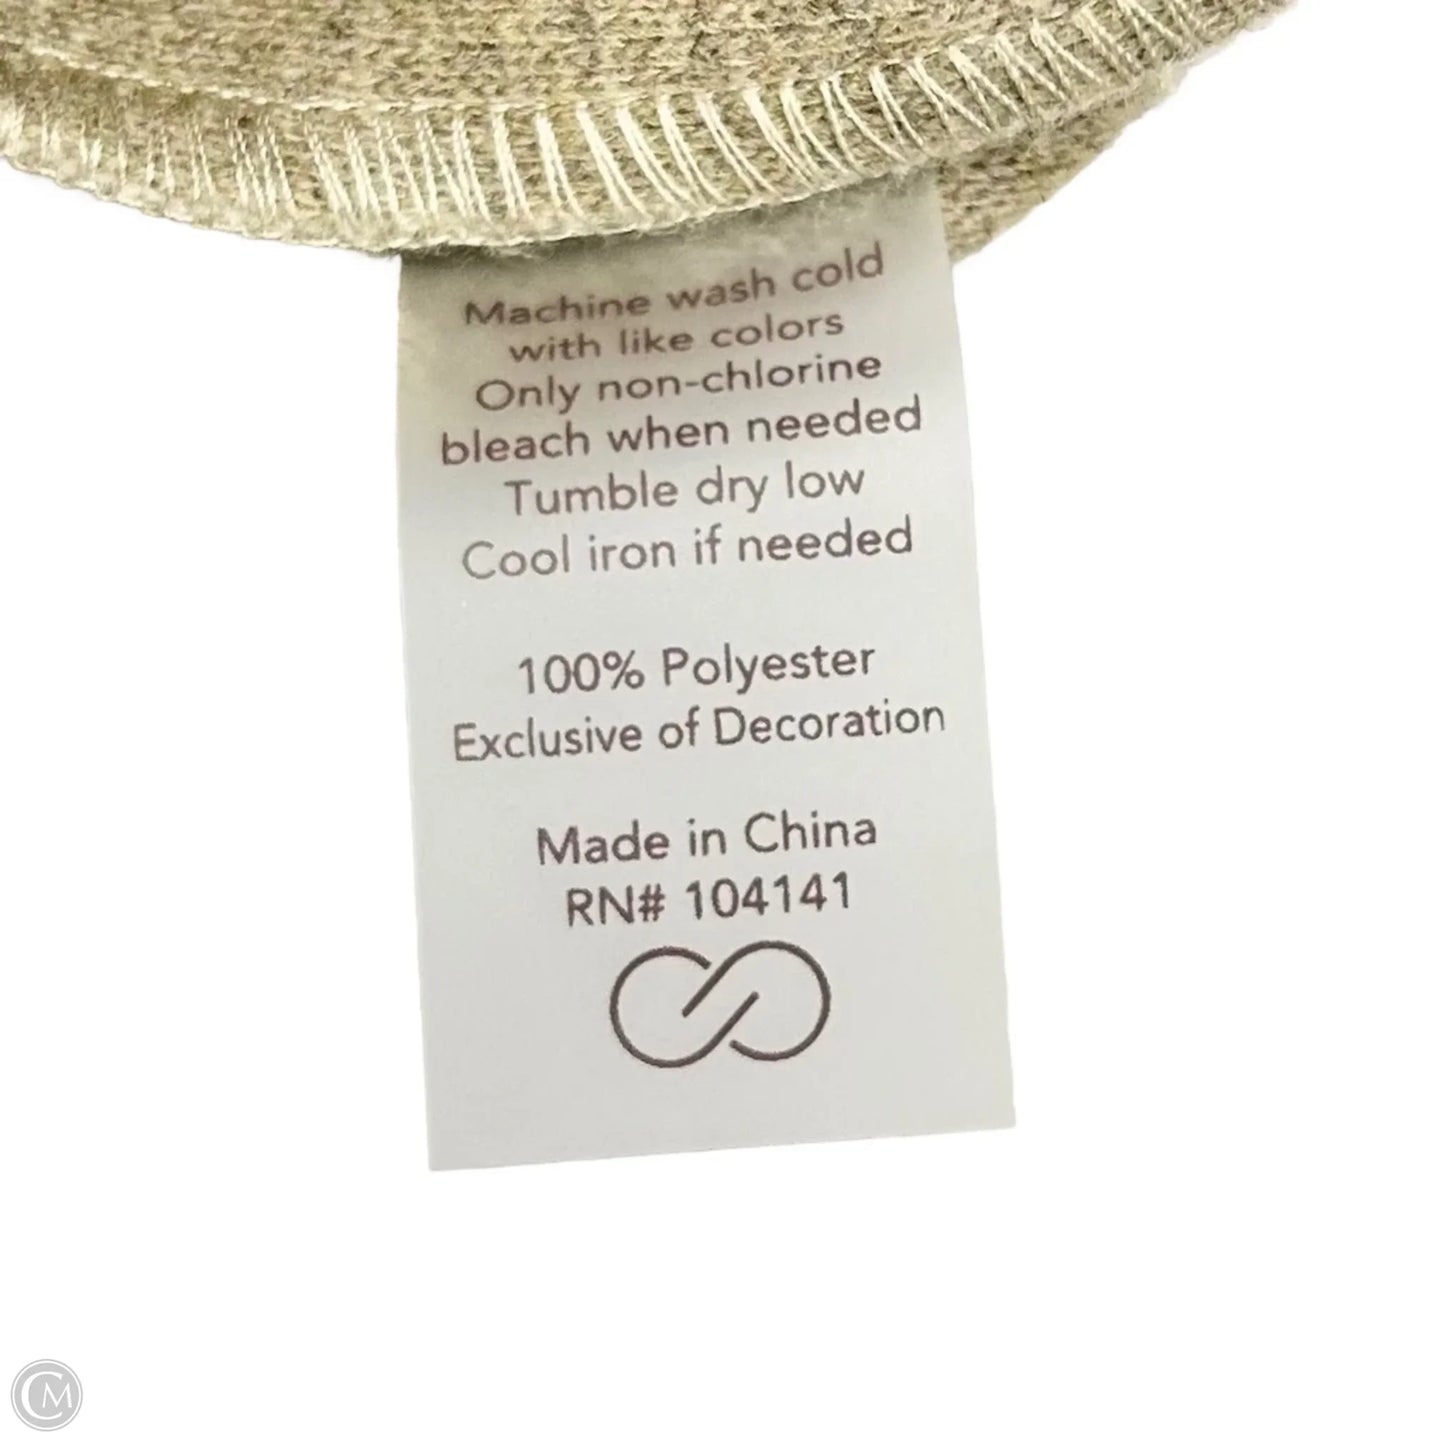 Machine wash cold
with like colors
Only non-chlorine
bleach when needed
Tumble dry low
Cool iron if needed
100% Polyester
Exclusive of Decoration
Made in China
RN# 104141
CM